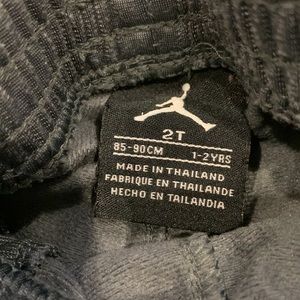 2T
85-90CM 1-2YRS
MADE IN THAILAND
FABRIQUE EN THAILANDE
HECHO EN TAILANDIA